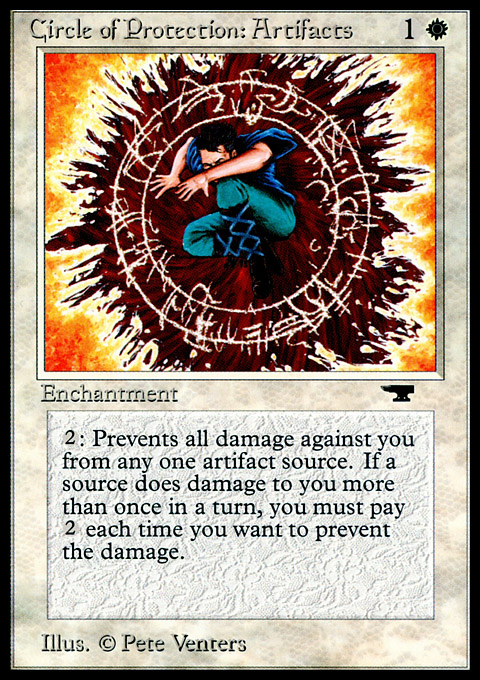 Circle of Protection: Artifacts 1
Enchantment
2: Prevents all damage against you
from any one artifact source. If a
source does damage to you more
than once in a turn, you must pay
2 each time you want to prevent
the damage.
Illus. © Pete Venters